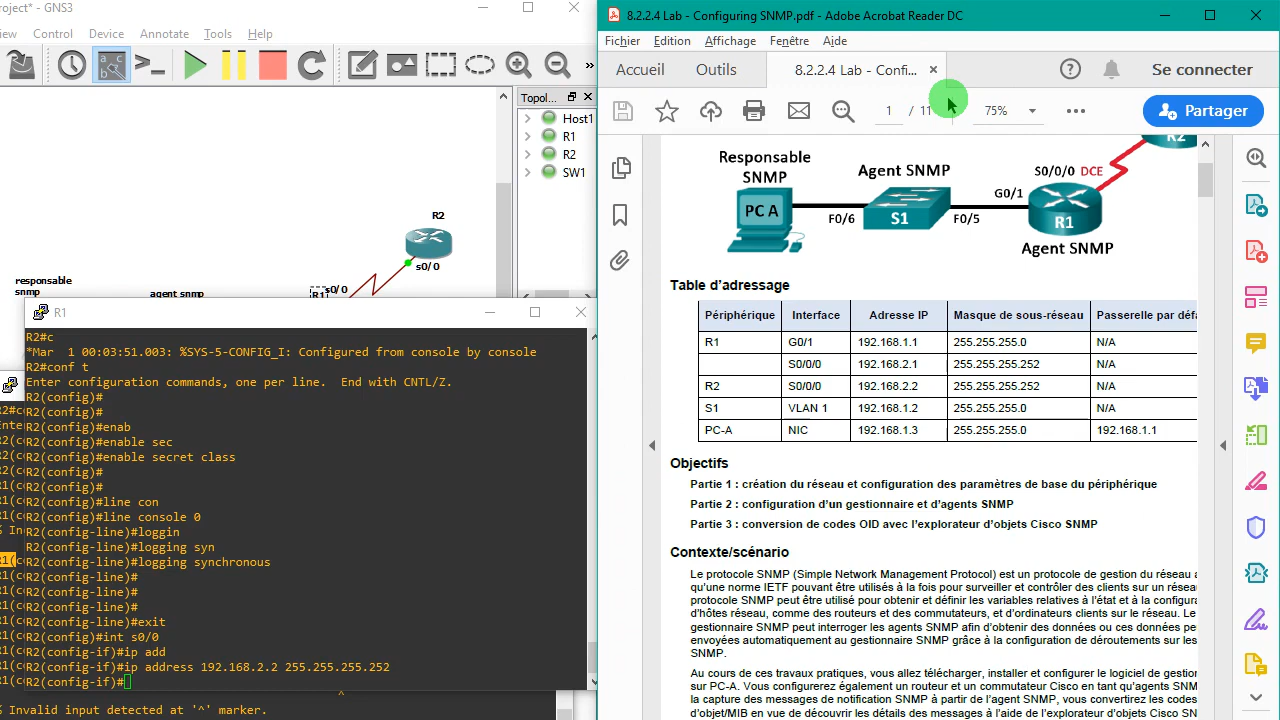 roject* - GNS3
iew Control Device Annotate Tools Help
»
Topol...
Host1
R1
R2
SW1
R2
s0/0
responsable
snmp
agent snmp
s0/0
R1
R1
R2#c
*Mar  1 00:03:51.003: %SYS-5-CONFIG_I: Configured from console by console
R2#conf t
Enter configuration commands, one per line.  End with CNTL/Z.
R2(config)#
R2(config)#
R2(config)#enab
R2(config)#enable sec
R2(config)#enable secret class
R2(config)#
R2(config)#
R2(config)#line con
R2(config)#line console 0
R2(config-line)#loggin
R2(config-line)#logging syn
R2(config-line)#logging synchronous
R2(config-line)#
R2(config-line)#
R2(config-line)#
R2(config-line)#exit
R2(config)#int s0/0
R2(config-if)#ip add
R2(config-if)#ip address 192.168.2.2 255.255.255.252
R2(config-if)#
^
% Invalid input detected at '^' marker.
8.2.2.4 Lab - Configuring SNMP.pdf - Adobe Acrobat Reader DC
Fichier Edition Affichage Fenêtre Aide
Accueil Outils 8.2.2.4 Lab - Confi... Se connecter
1 / 11 75% Partager
R2
Responsable
SNMP
Agent SNMP
S0/0/0 DCE
G0/1
PC A
S1
R1
F0/6
F0/5
Agent SNMP
Table d'adressage
Périphérique Interface Adresse IP Masque de sous-réseau Passerelle par défa
R1 G0/1 192.168.1.1 255.255.255.0 N/A
S0/0/0 192.168.2.1 255.255.255.252 N/A
R2 S0/0/0 192.168.2.2 255.255.255.252 N/A
S1 VLAN 1 192.168.1.2 255.255.255.0 N/A
PC-A NIC 192.168.1.3 255.255.255.0 192.168.1.1
Objectifs
Partie 1 : création du réseau et configuration des paramètres de base du périphérique
Partie 2 : configuration d'un gestionnaire et d'agents SNMP
Partie 3 : conversion de codes OID avec l'explorateur d'objets Cisco SNMP
Contexte/scénario
Le protocole SNMP (Simple Network Management Protocol) est un protocole de gestion du réseau a
qu'une norme IETF pouvant être utilisés à la fois pour surveiller et contrôler des clients sur un réseau
protocole SNMP peut être utilisé pour obtenir et définir les variables relatives à l'état et à la configura
d'hôtes réseau, comme des routeurs et des commutateurs, et d'ordinateurs clients sur le réseau. Le
gestionnaire SNMP peut interroger les agents SNMP afin d'obtenir des données ou ces données pe
envoyées automatiquement au gestionnaire SNMP grâce à la configuration de déroutements sur les
SNMP.
Au cours de ces travaux pratiques, vous allez télécharger, installer et configurer le logiciel de gestion
sur PC-A. Vous configurerez également un routeur et un commutateur Cisco en tant qu'agents SNM
la capture des messages de notification SNMP à partir de l'agent SNMP, vous convertirez les codes
d'objet/MIB en vue de découvrir les détails des messages à l'aide de l'explorateur d'objets Cisco SN